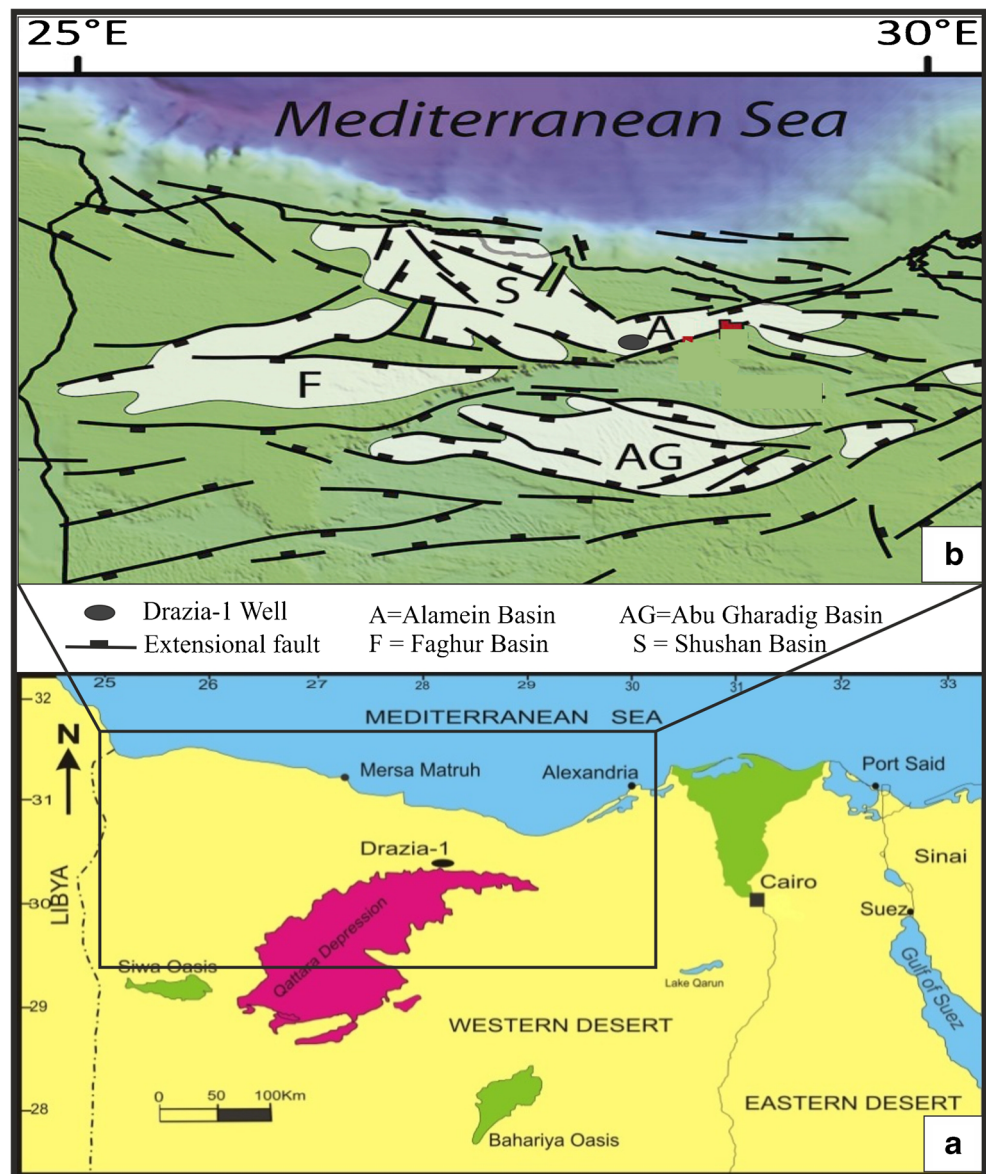 25°E 30°E
Mediterranean Sea
S
A
F
AG
b
Drazia-1 Well A=Alamein Basin AG=Abu Gharadig Basin
Extensional fault F = Faghur Basin S = Shushan Basin
25 26 27 28 29 30 31 32 33
32
MEDITERRANEAN SEA
N
Mersa Matruh
Alexandria
Port Said
31
Drazia-1
Sinai
Cairo
30
LIBYA
Suez
Qattara Depression
Siwa Oasis
Lake Qarun
Gulf of Suez
29
WESTERN DESERT
0 50 100Km
28
EASTERN DESERT
Bahariya Oasis
a